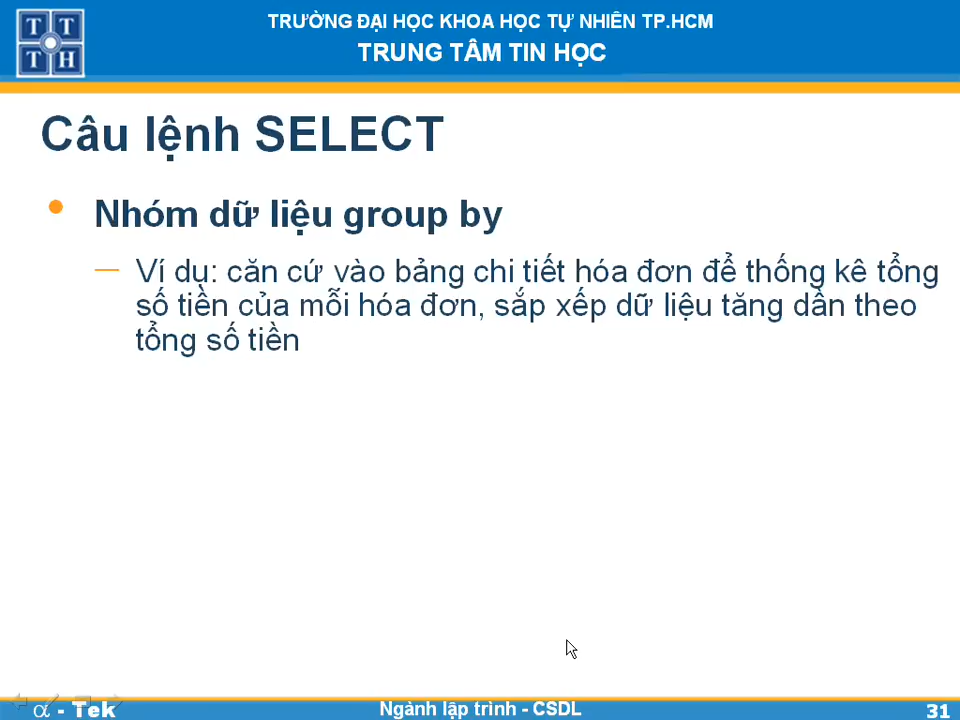 TRƯỜNG ĐẠI HỌC KHOA HỌC TỰ NHIÊN TP.HCM
TRUNG TÂM TIN HỌC
T T
T H
Câu lệnh SELECT
• Nhóm dữ liệu group by
— Ví dụ: căn cứ vào bảng chi tiết hóa đơn để thống kê tổng
số tiền của mỗi hóa đơn, sắp xếp dữ liệu tăng dần theo
tổng số tiền
α - Tek
Ngành lập trình - CSDL
31